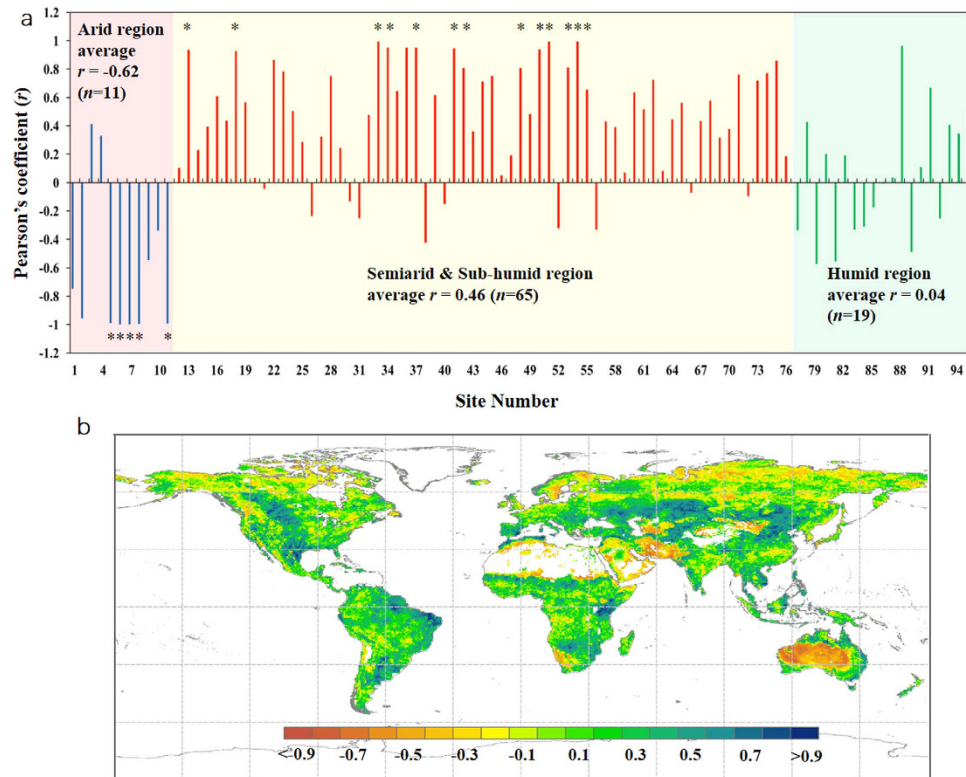 a
1.2
1
0.8
0.6
0.4
0.2
0
-0.2
-0.4
-0.6
-0.8
-1
-1.2
Pearson's coefficient (r)
Arid region
average
r = -0.62
(n=11)
* * * * * * * * * * * * * *
* * * * *
Semiarid & Sub-humid region
average r = 0.46 (n=65)
Humid region
average r = 0.04
(n=19)
1 4 7 10 13 16 19 22 25 28 31 34 37 40 43 46 49 52 55 58 61 64 67 70 73 76 79 82 85 88 91 94
Site Number
b
<-0.9 -0.7 -0.5 -0.3 -0.1 0.1 0.3 0.5 0.7 >0.9